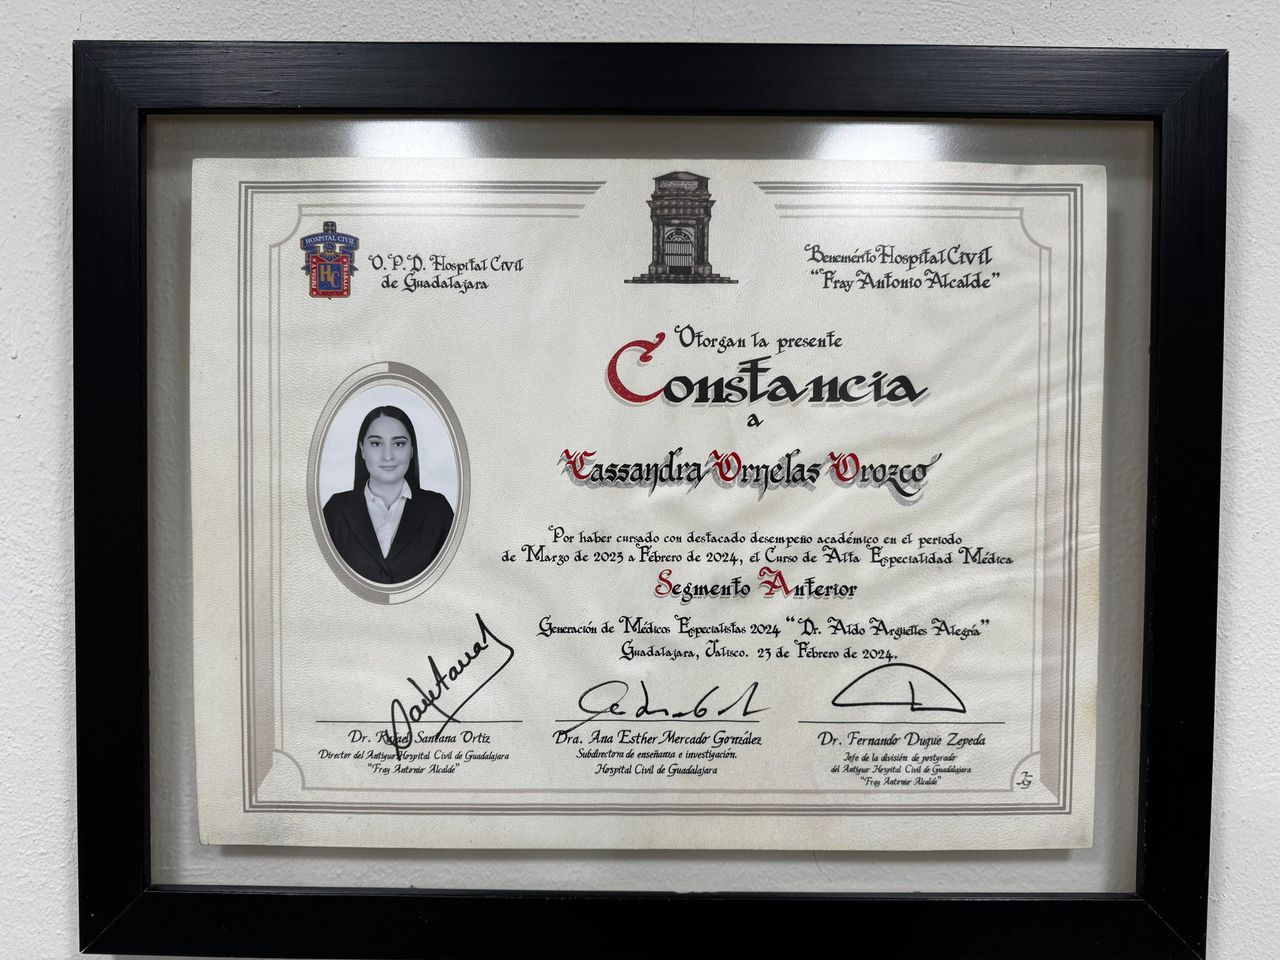 HOSPITAL CIVIL
PIENSA Y TRABAJA
HC
O. P. D. Hospital Civil
de Guadalajara
Benemérito Hospital Civil
“Fray Antonio Alcalde”
Otorgan la presente
Constancia
a
Cassandra Ornelas Orozco
Por haber cursado con destacado desempeño académico en el periodo
de Marzo de 2023 a Febrero de 2024, el Curso de Alta Especialidad Médica
Segmento Anterior
Generación de Médicos Especialistas 2024 “Dr. Aldo Argüelles Alegría”
Guadalajara, Jalisco. 23 de Febrero de 2024.
Dr. Rafael Santana Ortiz
Director del Antiguo Hospital Civil de Guadalajara
“Fray Antonio Alcalde”
Dra. Ana Esther Mercado González
Subdirectora de enseñanza e investigación.
Hospital Civil de Guadalajara
Dr. Fernando Duque Zepeda
Jefe de la división de postgrado
del Antiguo Hospital Civil de Guadalajara
“Fray Antonio Alcalde”